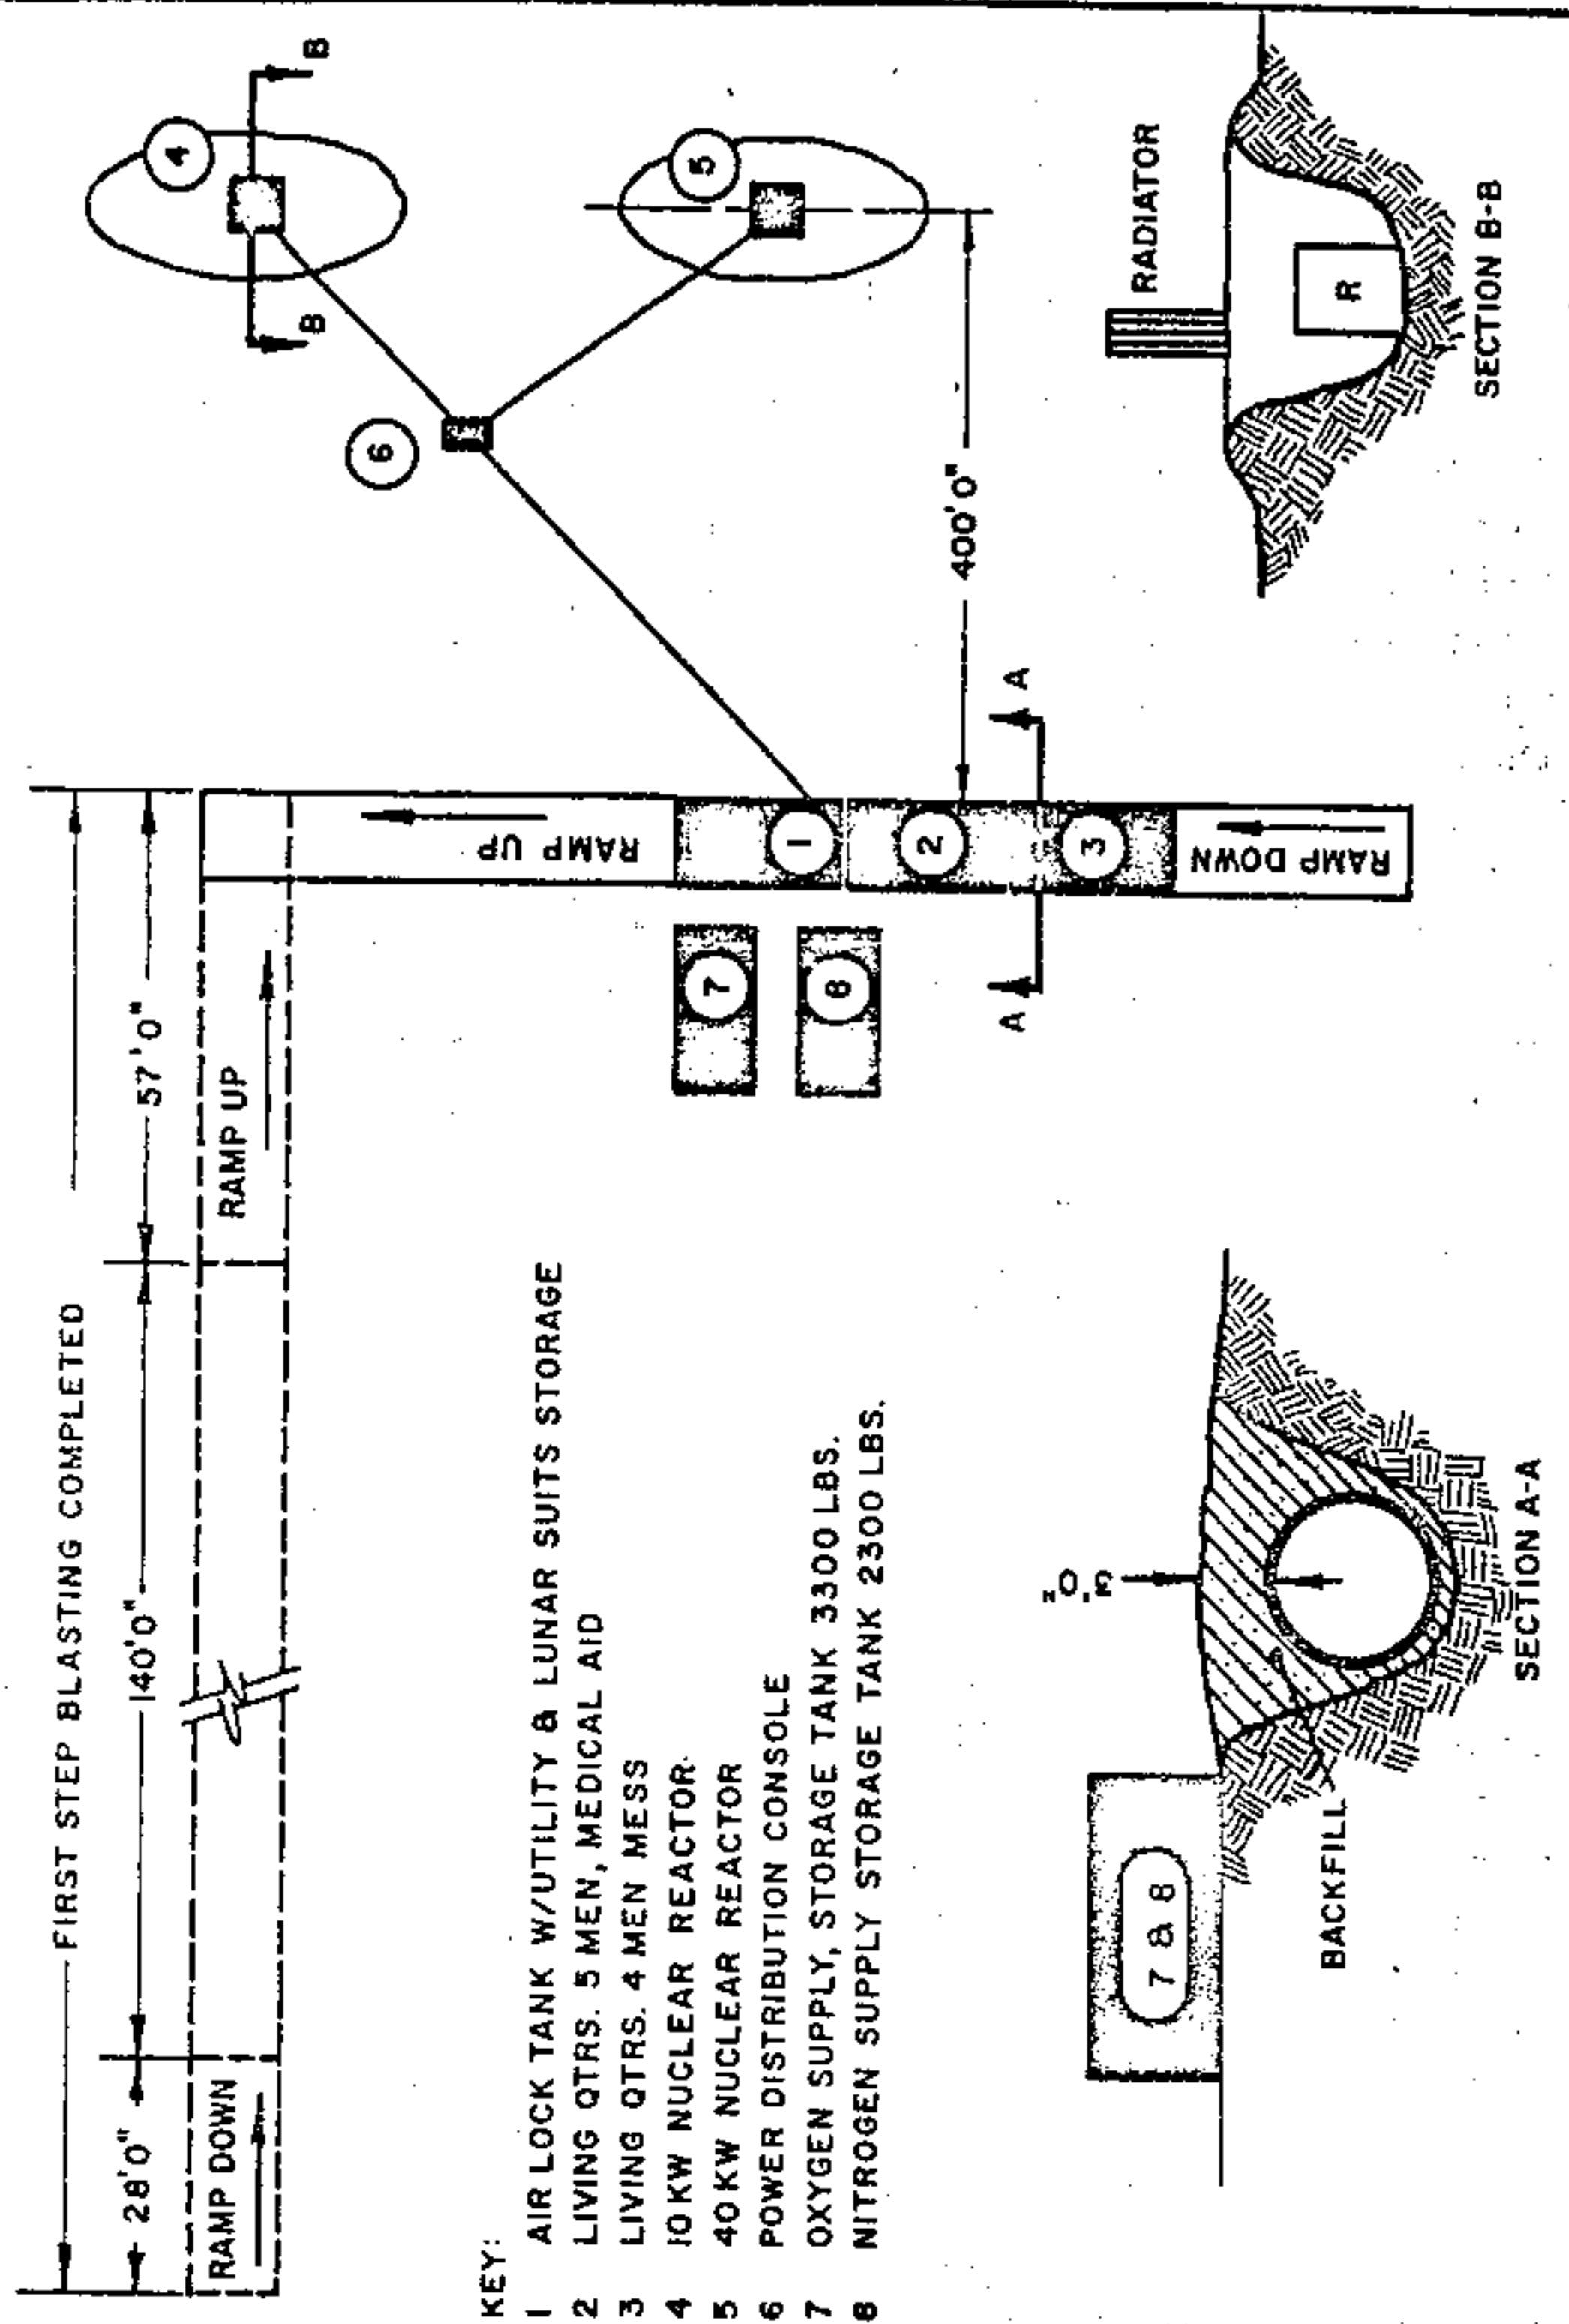 FIRST STEP BLASTING COMPLETED
28'0"
140'0"
57'0"
RAMP DOWN
RAMP UP
RAMP UP
RAMP DOWN
1
2
3
7
8
A
A
6
4
5
B
B
400'0"
KEY:
1 AIR LOCK TANK W/UTILITY & LUNAR SUITS STORAGE
2 LIVING QTRS. 5 MEN, MEDICAL AID
3 LIVING QTRS. 4 MEN MESS
4 10 KW NUCLEAR REACTOR
5 40 KW NUCLEAR REACTOR
6 POWER DISTRIBUTION CONSOLE
7 OXYGEN SUPPLY, STORAGE TANK 3300 LBS.
8 NITROGEN SUPPLY STORAGE TANK 2300 LBS.
7 & 8
3'0"
BACKFILL
SECTION A-A
RADIATOR
R
SECTION B-B